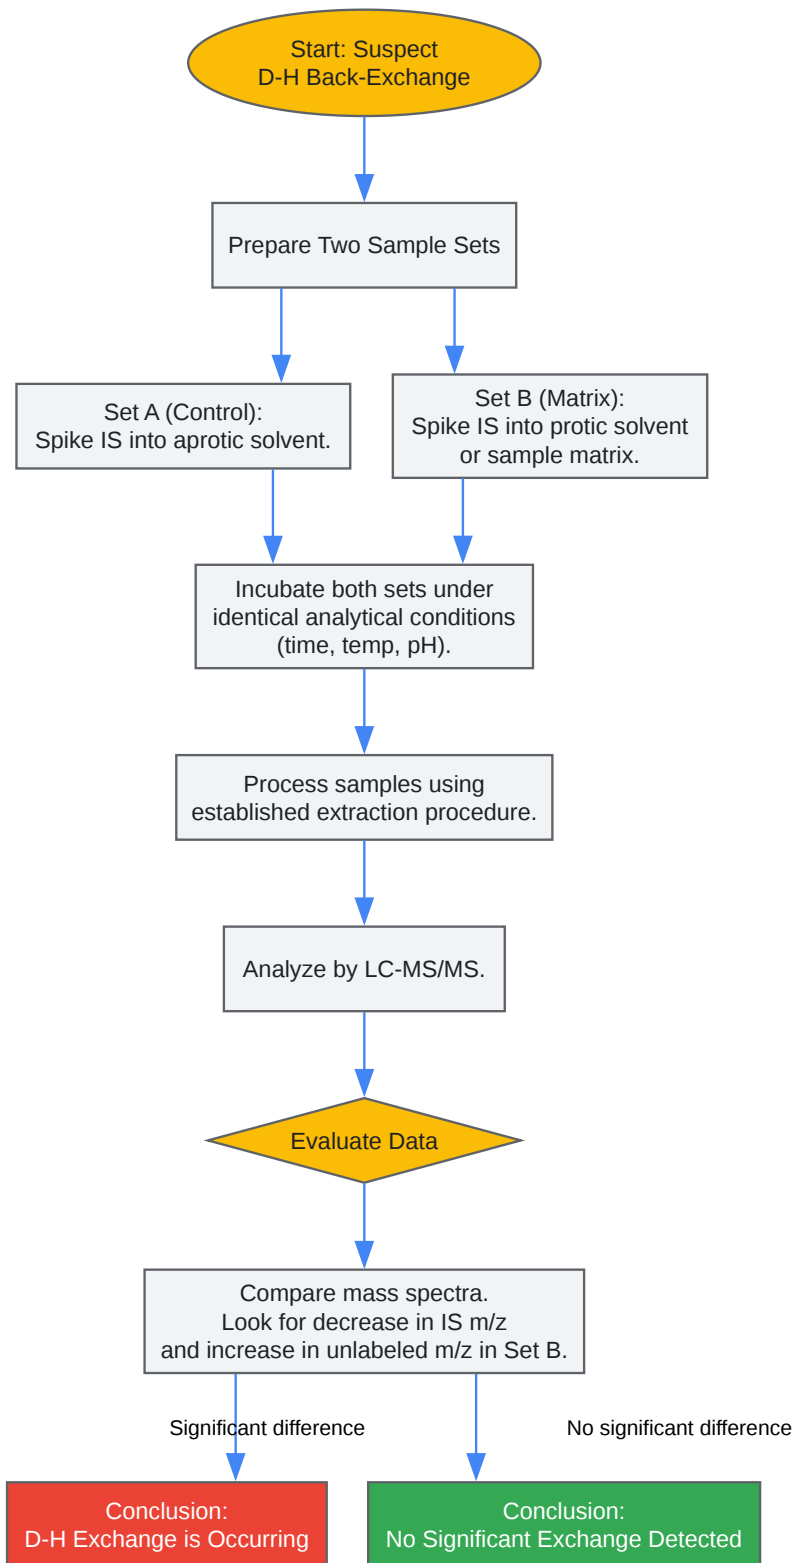 Start: Suspect
D-H Back-Exchange
Prepare Two Sample Sets
Set A (Control):
Spike IS into aprotic solvent.
Set B (Matrix):
Spike IS into protic solvent
or sample matrix.
Incubate both sets under
identical analytical conditions
(time, temp, pH).
Process samples using
established extraction procedure.
Analyze by LC-MS/MS.
Evaluate Data
Compare mass spectra.
Look for decrease in IS m/z
and increase in unlabeled m/z in Set B.
Significant difference
No significant difference
Conclusion:
D-H Exchange is Occurring
Conclusion:
No Significant Exchange Detected